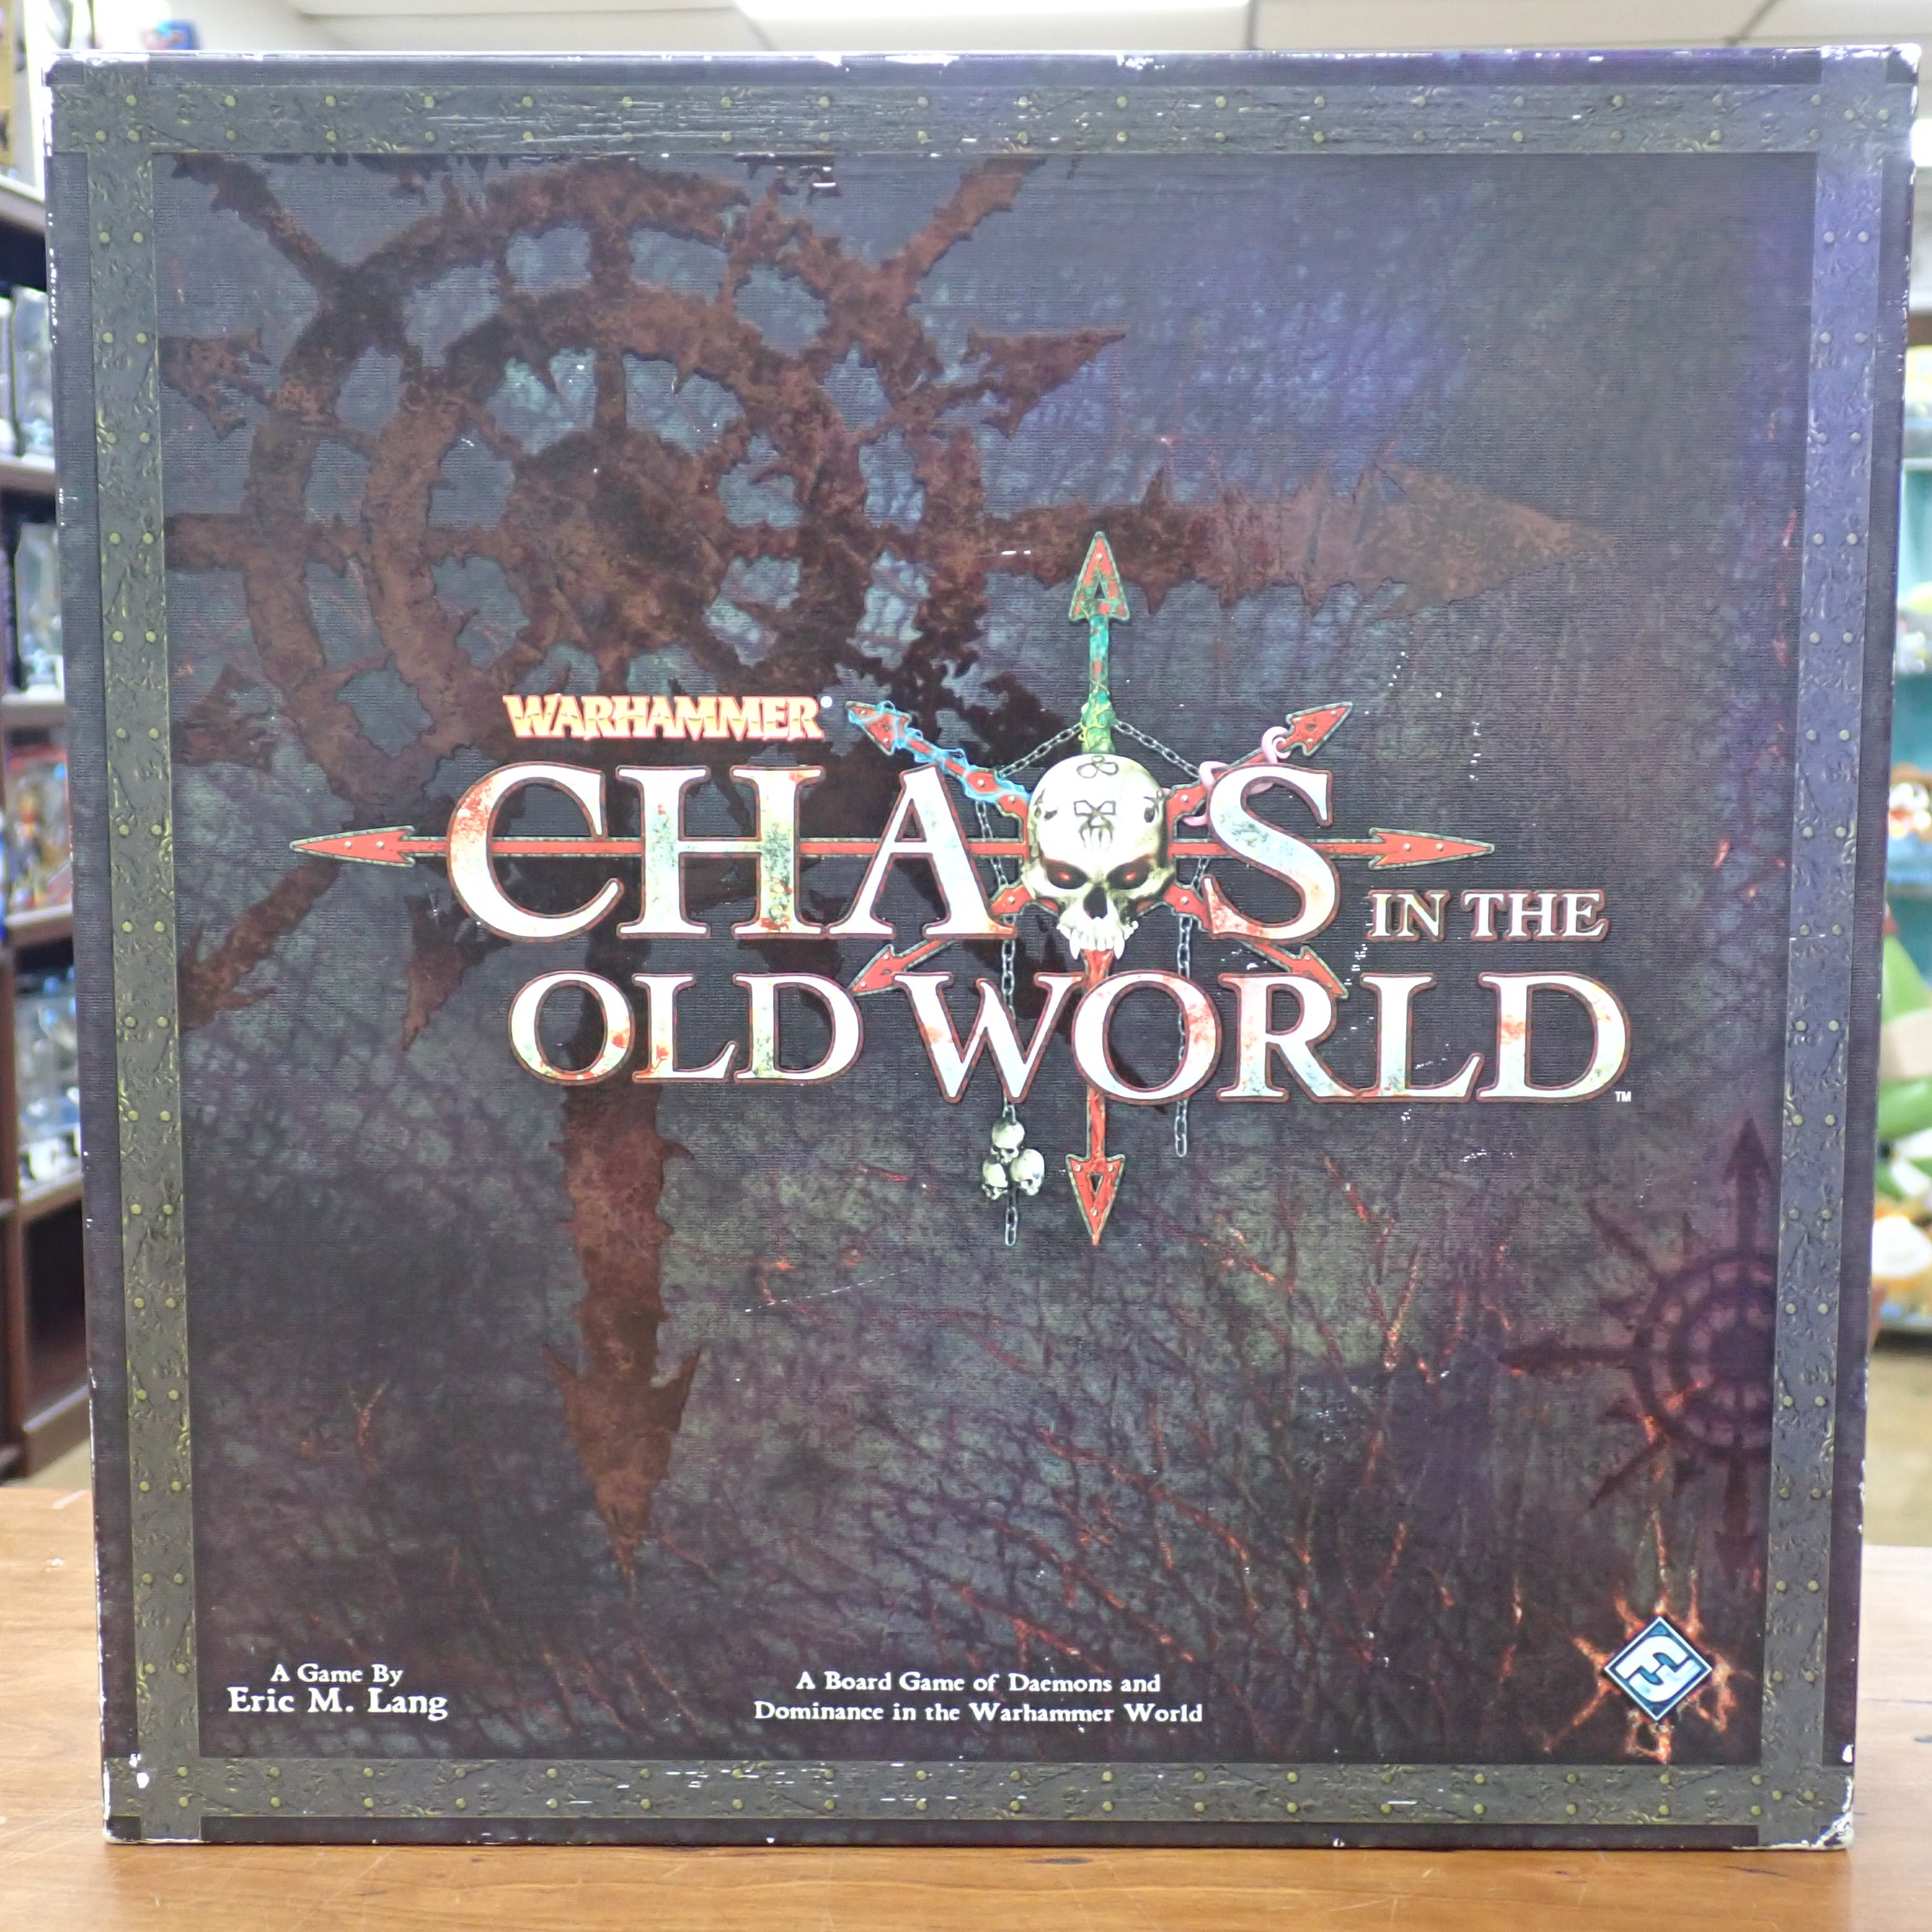 WARHAMMER®
CHAOS IN THE
OLD WORLD™
A Game By
Eric M. Lang
A Board Game of Daemons and
Dominance in the Warhammer World